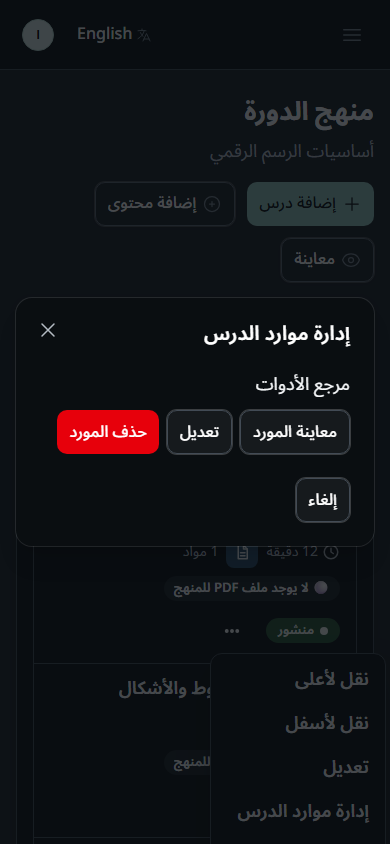 I
English
منهج الدورة
أساسيات الرسم الرقمي
إضافة درس
إضافة محتوى
معاينة
إدارة موارد الدرس
مرجع الأدوات
معاينة المورد
تعديل
حذف المورد
إلغاء
12 دقيقة
1 مواد
لا يوجد ملف PDF للمنهج
منشور
نقل لأعلى
نقل لأسفل
تعديل
إدارة موارد الدرس